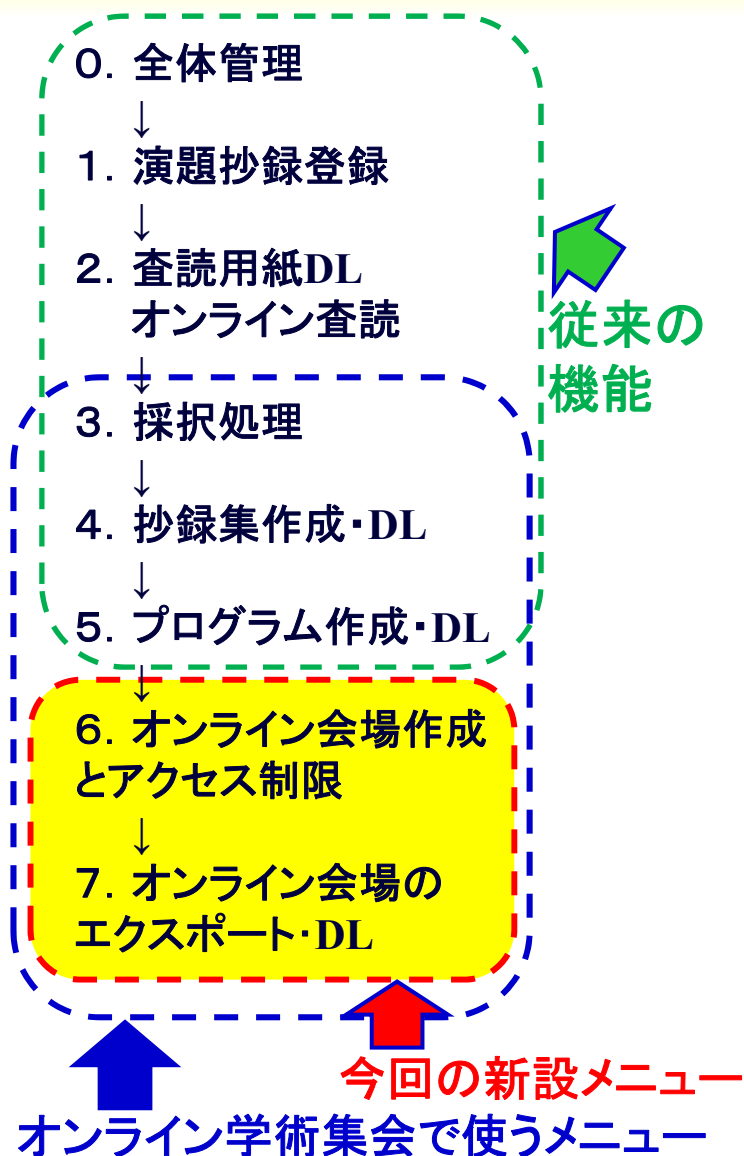 ０．全体管理
↓
１．演題抄録登録
↓
２．査読用紙DL
オンライン査読
↓
３．採択処理
↓
４．抄録集作成・DL
↓
５．プログラム作成・DL
↓
６．オンライン会場作成
とアクセス制限
↓
７．オンライン会場の
エクスポート・DL
従来の
機能
今回の新設メニュー
オンライン学術集会で使うメニュー